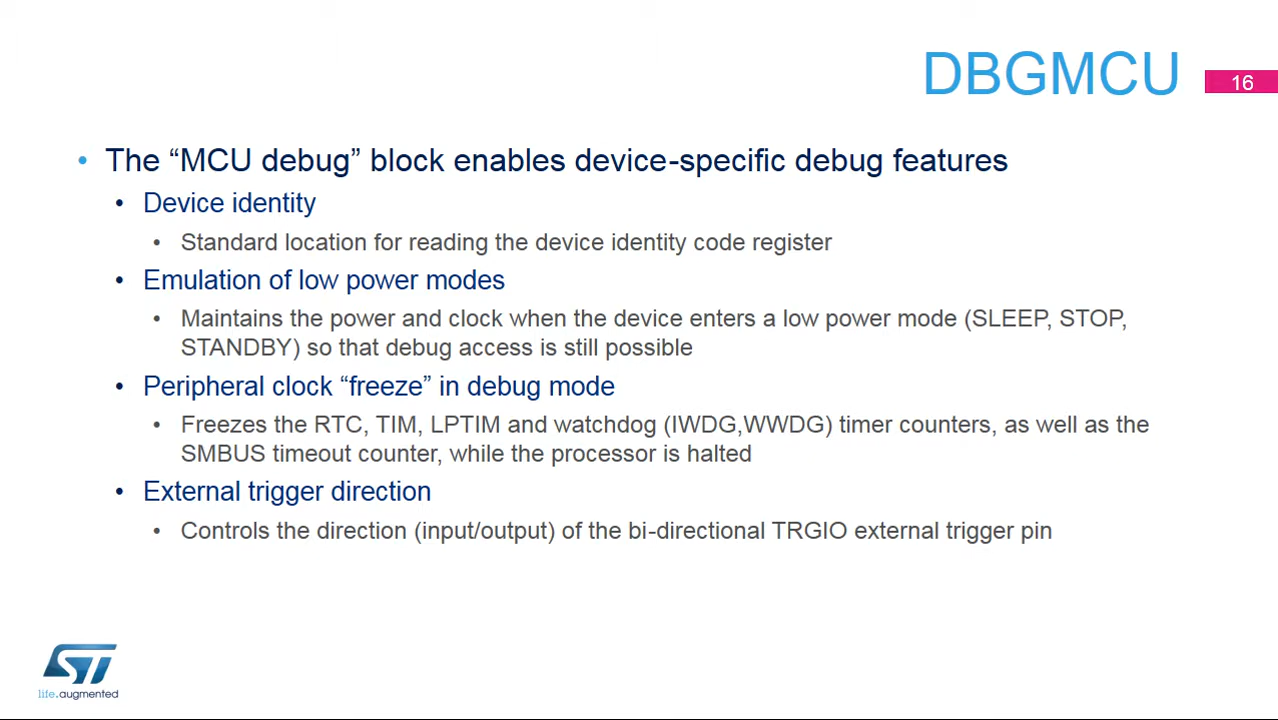 DBGMCU
16
• The “MCU debug” block enables device-specific debug features
• Device identity
• Standard location for reading the device identity code register
• Emulation of low power modes
• Maintains the power and clock when the device enters a low power mode (SLEEP, STOP,
STANDBY) so that debug access is still possible
• Peripheral clock “freeze” in debug mode
• Freezes the RTC, TIM, LPTIM and watchdog (IWDG,WWDG) timer counters, as well as the
SMBUS timeout counter, while the processor is halted
• External trigger direction
• Controls the direction (input/output) of the bi-directional TRGIO external trigger pin
ST
life.augmented